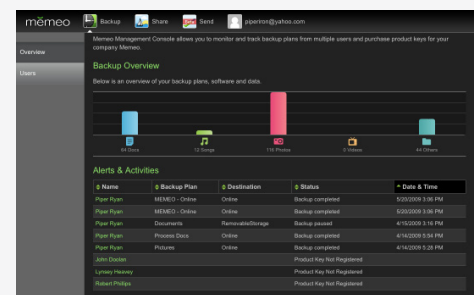 memeo Backup Share Send piperiron@yahoo.com
Overview
Users
Memeo Management Console allows you to monitor and track backup plans from multiple users and purchase product keys for your
company Memeo.
Backup Overview
Below is an overview of your backup plans, software and data.
84 Docs 12 Songs 116 Photos 5 Videos 44 Others
Alerts & Activities
Name Backup Plan Destination Status Date & Time
Piper Ryan MEMEO - Online Online Backup completed 5/20/2009 3:06 PM
Piper Ryan MEMEO - Online Online Backup completed 5/20/2009 3:06 PM
Piper Ryan Documents RemovableStorage Backup paused 4/15/2009 3:16 PM
Piper Ryan Process Docs Online Backup completed 4/14/2009 5:54 PM
Piper Ryan Pictures Online Backup completed 4/14/2009 5:28 PM
John Docker Product Key Not Registered
Lynsey Heavey Product Key Not Registered
Robert Phillips Product Key Not Registered